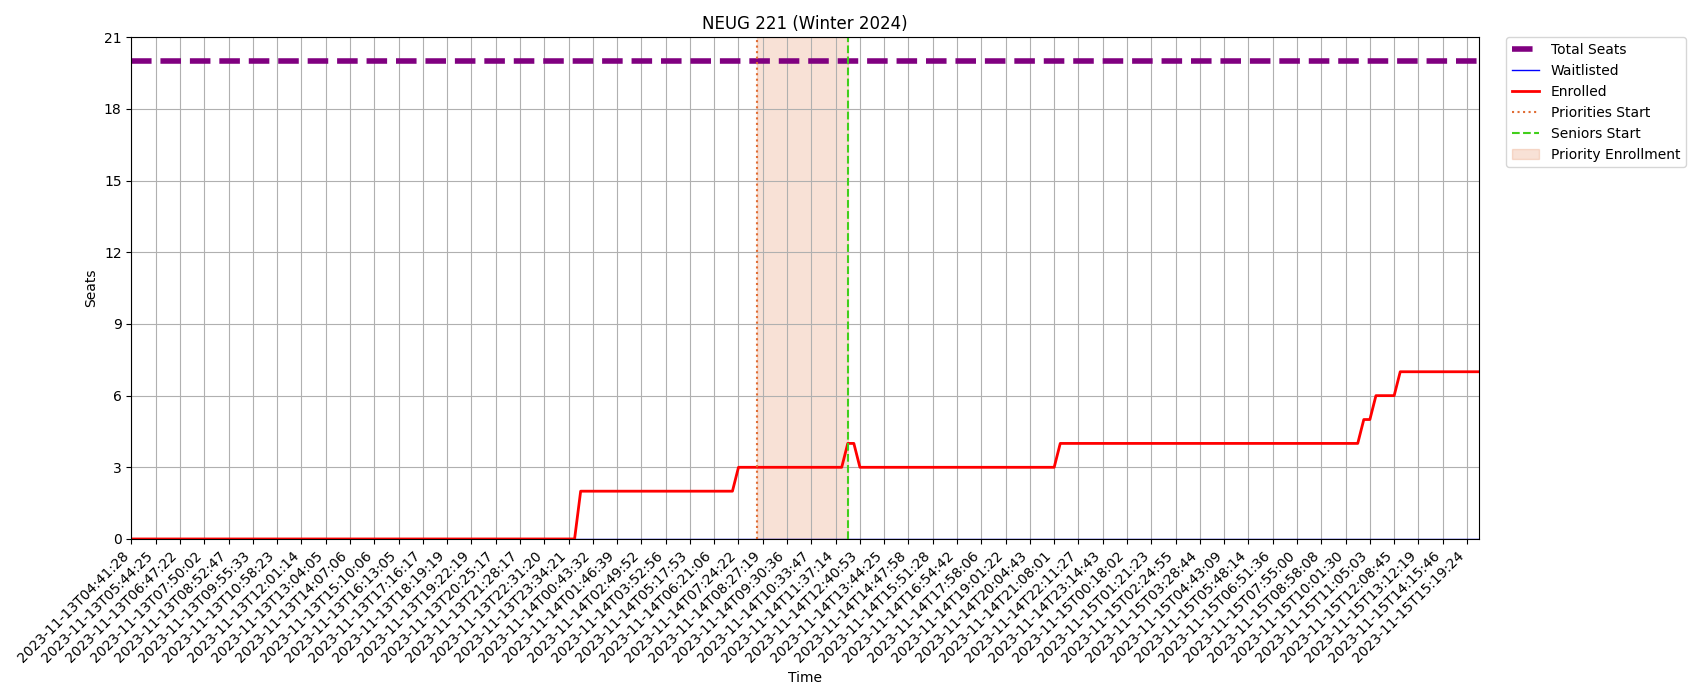 NEUG 221 (Winter 2024)
21
18
15
12
9
6
3
0
Seats
Total Seats
Waitlisted
Enrolled
Priorities Start
Seniors Start
Priority Enrollment
2023-11-13T04:41:28
2023-11-13T05:44:25
2023-11-13T06:47:22
2023-11-13T07:50:02
2023-11-13T08:52:47
2023-11-13T09:55:33
2023-11-13T10:58:23
2023-11-13T12:01:14
2023-11-13T13:04:05
2023-11-13T14:07:06
2023-11-13T15:10:06
2023-11-13T16:13:05
2023-11-13T17:16:17
2023-11-13T18:19:19
2023-11-13T19:22:19
2023-11-13T20:25:17
2023-11-13T21:28:17
2023-11-13T22:31:20
2023-11-13T23:34:21
2023-11-14T00:43:32
2023-11-14T01:46:39
2023-11-14T02:49:52
2023-11-14T03:52:56
2023-11-14T05:17:53
2023-11-14T06:21:06
2023-11-14T07:24:22
2023-11-14T08:27:19
2023-11-14T09:30:36
2023-11-14T10:33:47
2023-11-14T11:37:14
2023-11-14T12:40:53
2023-11-14T13:44:25
2023-11-14T14:47:58
2023-11-14T15:51:28
2023-11-14T16:54:42
2023-11-14T17:58:06
2023-11-14T19:01:22
2023-11-14T20:04:43
2023-11-14T21:08:01
2023-11-14T22:11:27
2023-11-14T23:14:43
2023-11-15T00:18:02
2023-11-15T01:21:23
2023-11-15T02:24:55
2023-11-15T03:28:44
2023-11-15T04:43:09
2023-11-15T05:48:14
2023-11-15T06:51:36
2023-11-15T07:55:00
2023-11-15T08:58:08
2023-11-15T10:01:30
2023-11-15T11:05:03
2023-11-15T12:08:45
2023-11-15T13:12:19
2023-11-15T14:15:46
2023-11-15T15:19:24
Time